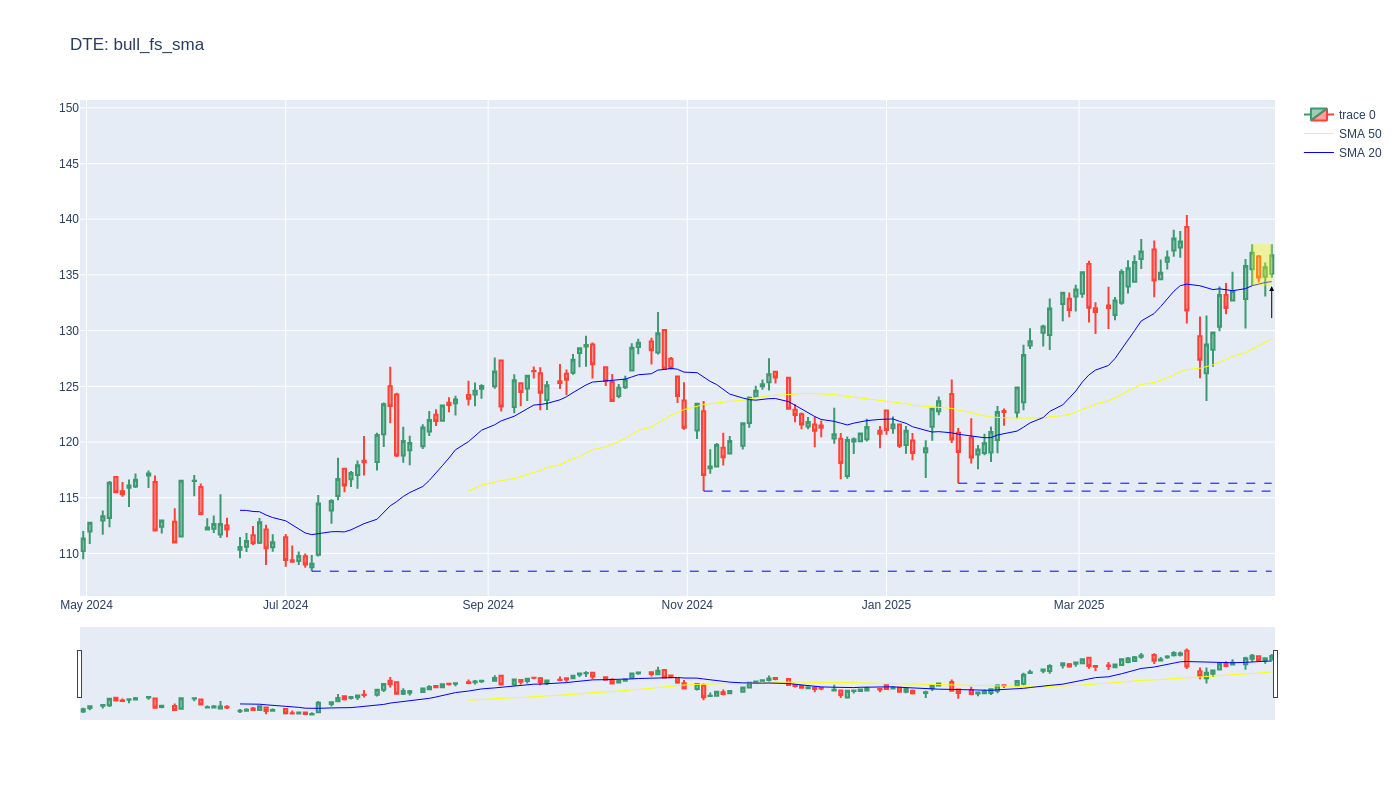 DTE: bull_fs_sma
150
145
140
135
130
125
120
115
110
May 2024
Jul 2024
Sep 2024
Nov 2024
Jan 2025
Mar 2025
trace 0
SMA 50
SMA 20